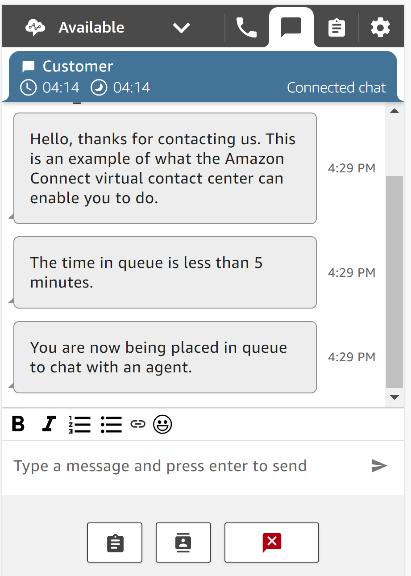 Available
Customer
04:14 04:14 Connected chat
Hello, thanks for contacting us. This
is an example of what the Amazon
Connect virtual contact center can
enable you to do.
4:29 PM
The time in queue is less than 5
minutes.
4:29 PM
You are now being placed in queue
to chat with an agent.
4:29 PM
B I
Type a message and press enter to send